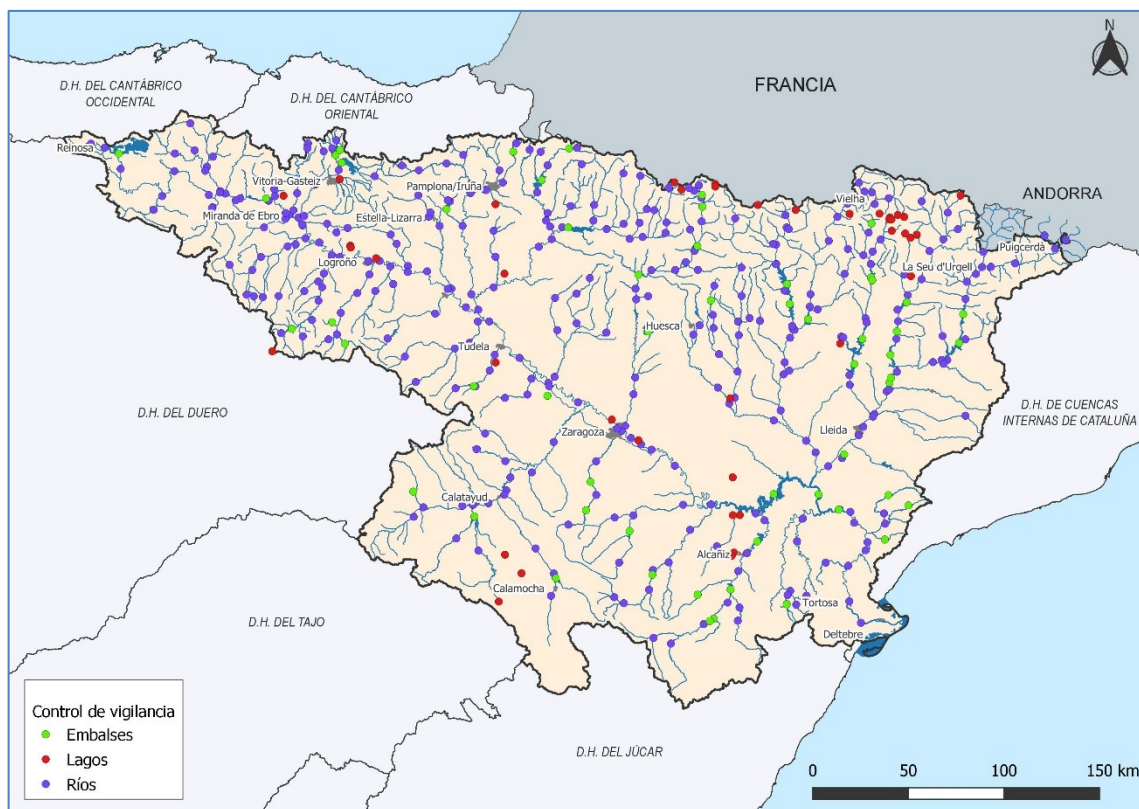 N
FRANCIA
D.H. DEL CANTÁBRICO
OCCIDENTAL
D.H. DEL CANTÁBRICO
ORIENTAL
Reinosa
Vitoria-Gasteiz
Pamplona/Iruña
ANDORRA
Vielha
Miranda de Ebro
Estella-Lizarra
Puigcerdá
Logroño
La Seu d'Urgell
Huesca
Tudela
D.H. DEL DUERO
D.H. DE CUENCAS
INTERNAS DE CATALUÑA
Zaragoza
Lleida
Calatayud
Alcañiz
Calamocha
Tortosa
D.H. DEL TAJO
Deltebre
Control de vigilancia
Embalses
Lagos
Ríos
D.H. DEL JÚCAR
0 50 100 150 km